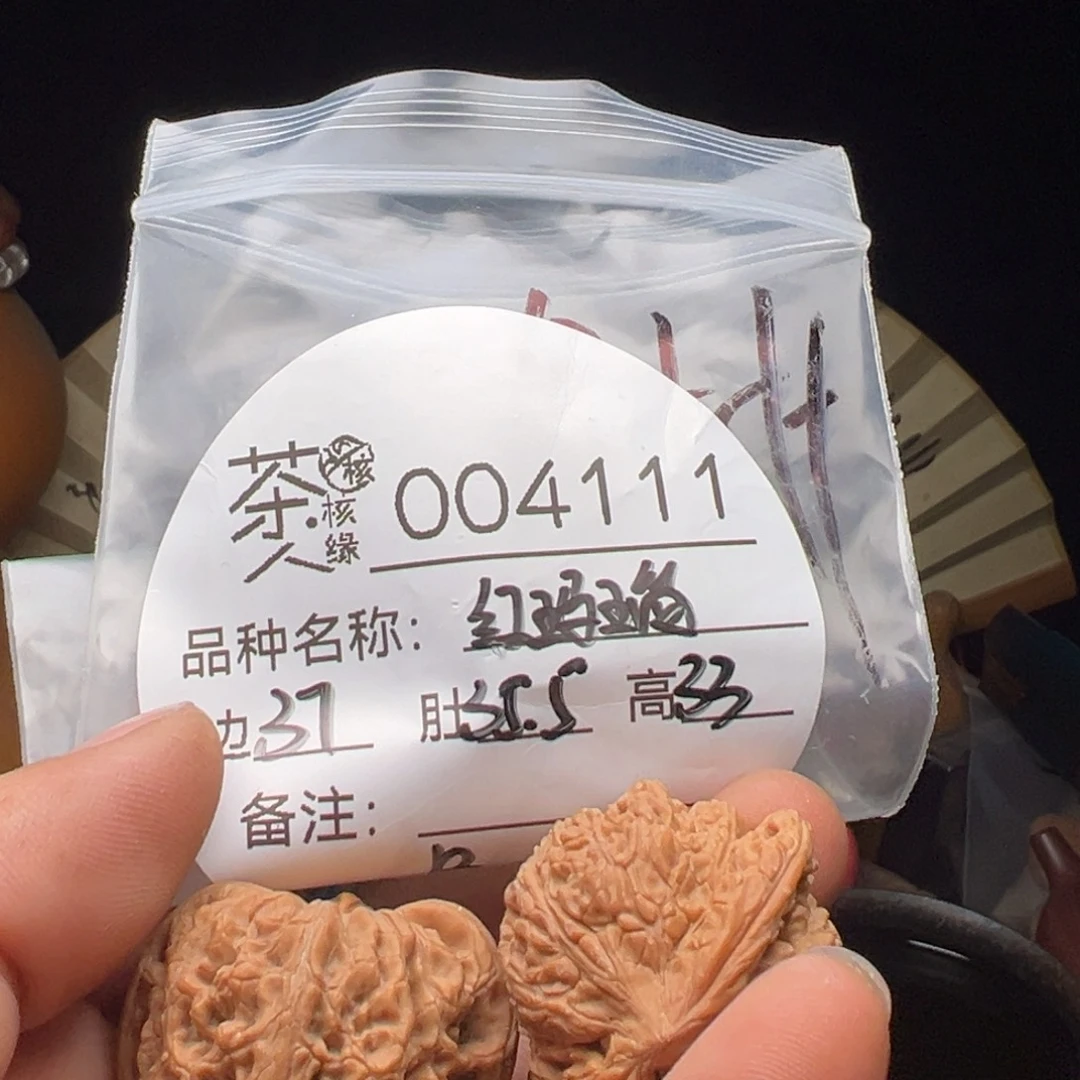 茶人 核缘 004111
品种名称: 红玛瑙
边37 肚35.5 高33
备注: